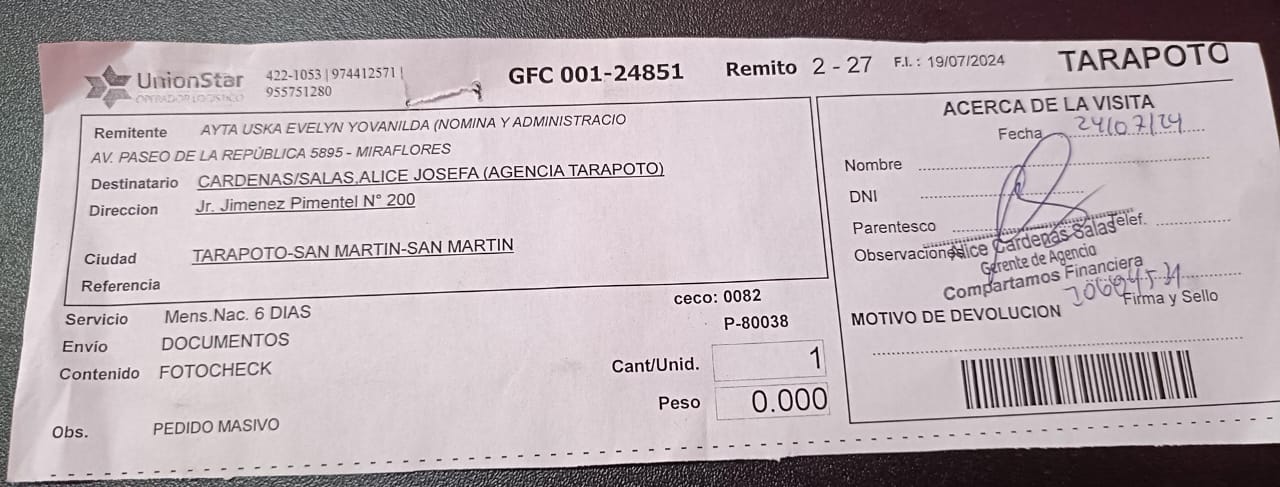 UnionStar
OPERADOR LOGISTICO
422-1053 | 974412571 |
955751280
GFC 001-24851
Remito 2 - 27
F.I. : 19/07/2024
TARAPOTO
Remitente AYTA USKA EVELYN YOVANILDA (NOMINA Y ADMINISTRACIO
AV. PASEO DE LA REPÚBLICA 5895 - MIRAFLORES
Destinatario CARDENAS/SALAS,ALICE JOSEFA (AGENCIA TARAPOTO)
Direccion Jr. Jimenez Pimentel N° 200
Ciudad TARAPOTO-SAN MARTIN-SAN MARTIN
Referencia
Servicio Mens.Nac. 6 DIAS
Envío DOCUMENTOS
Contenido FOTOCHECK
Obs. PEDIDO MASIVO
ceco: 0082
P-80038
Cant/Unid. 1
Peso 0.000
ACERCA DE LA VISITA
Fecha 24/07/24
Nombre
DNI
Parentesco
Telef.
Observaciones
Alice Cardenas Salas
Gerente de Agencia
Compartamos Financiera
Firma y Sello
MOTIVO DE DEVOLUCION